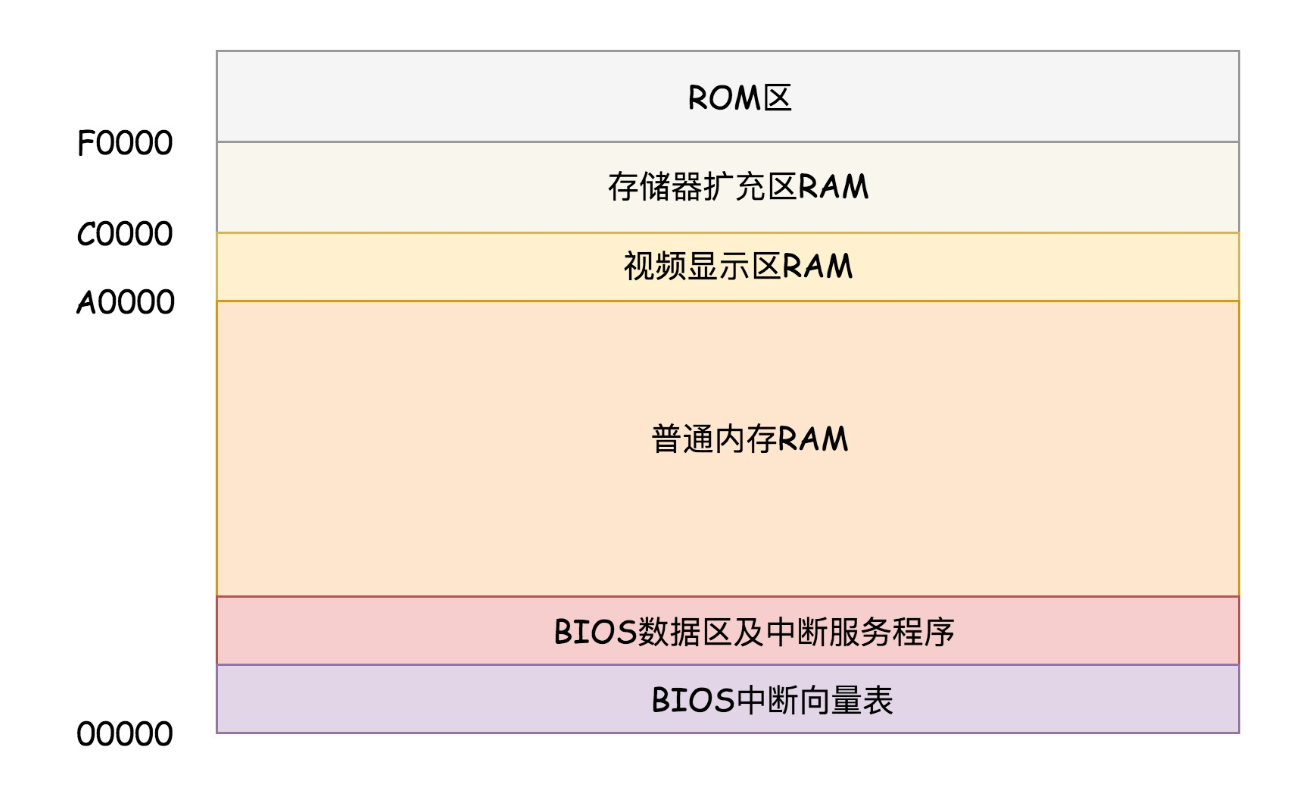 ROM区
F0000
存储器扩充区RAM
C0000
视频显示区RAM
A0000
普通内存RAM
BIOS数据区及中断服务程序
BIOS中断向量表
00000